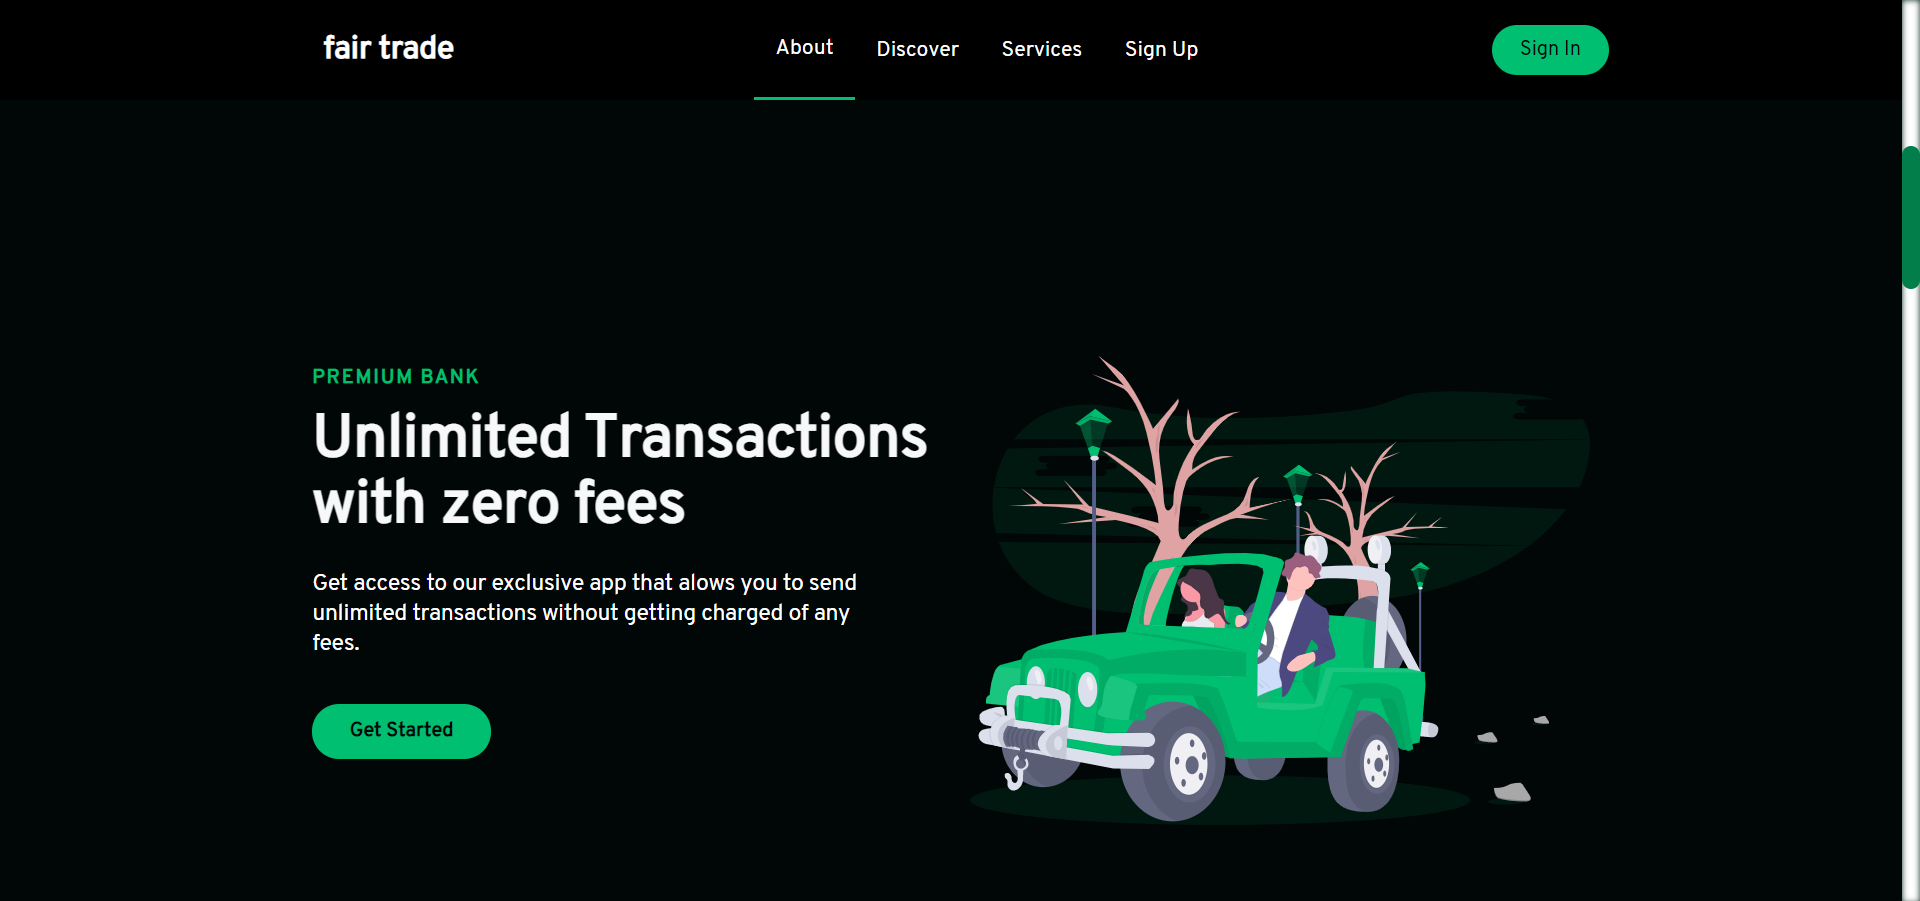 fair trade
About
Discover
Services
Sign Up
Sign In
PREMIUM BANK
Unlimited Transactions
with zero fees
Get access to our exclusive app that alows you to send
unlimited transactions without getting charged of any
fees.
Get Started